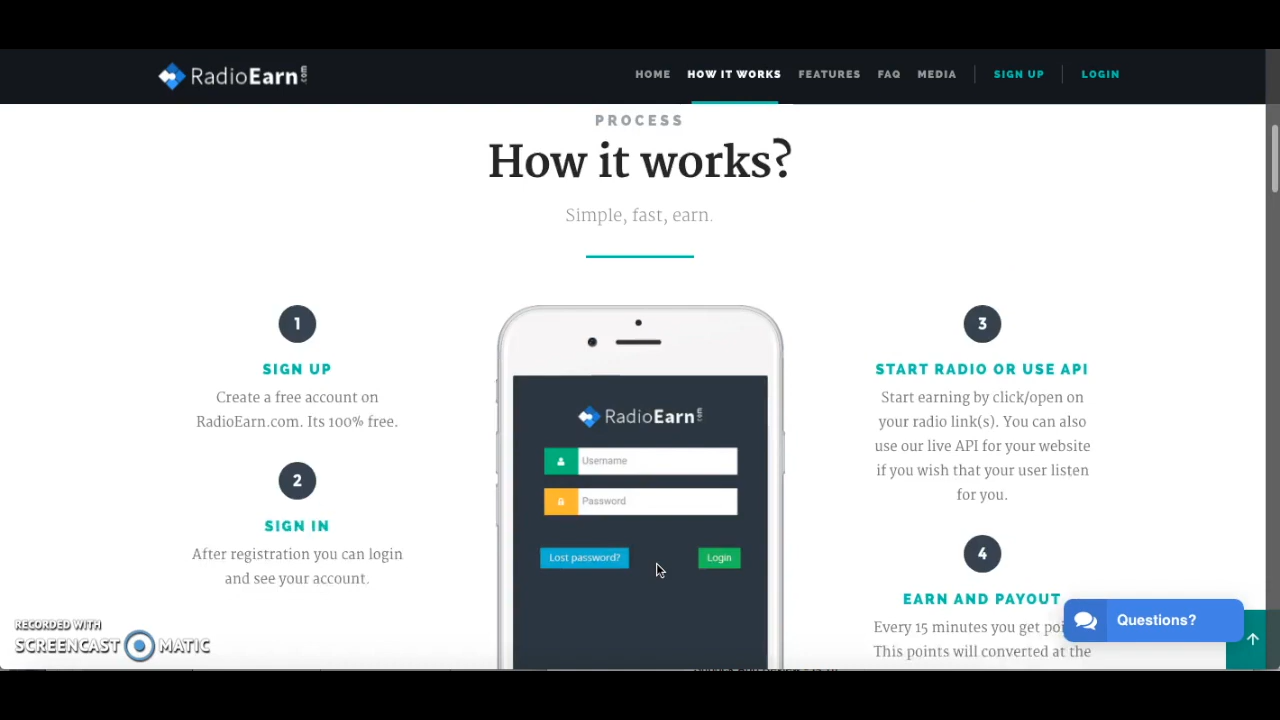 RadioEarn.com
HOME HOW IT WORKS FEATURES FAQ MEDIA SIGN UP LOGIN
PROCESS
How it works?
Simple, fast, earn.
1
SIGN UP
Create a free account on
RadioEarn.com. Its 100% free.
2
SIGN IN
After registration you can login
and see your account.
RadioEarn.com
Username
Password
Lost password? Login
3
START RADIO OR USE API
Start earning by click/open on
your radio link(s). You can also
use our live API for your website
if you wish that your user listen
for you.
4
EARN AND PAYOUT
Every 15 minutes you get
This points will converted at the
Questions?
RECORDED WITH
SCREENCAST MATIC